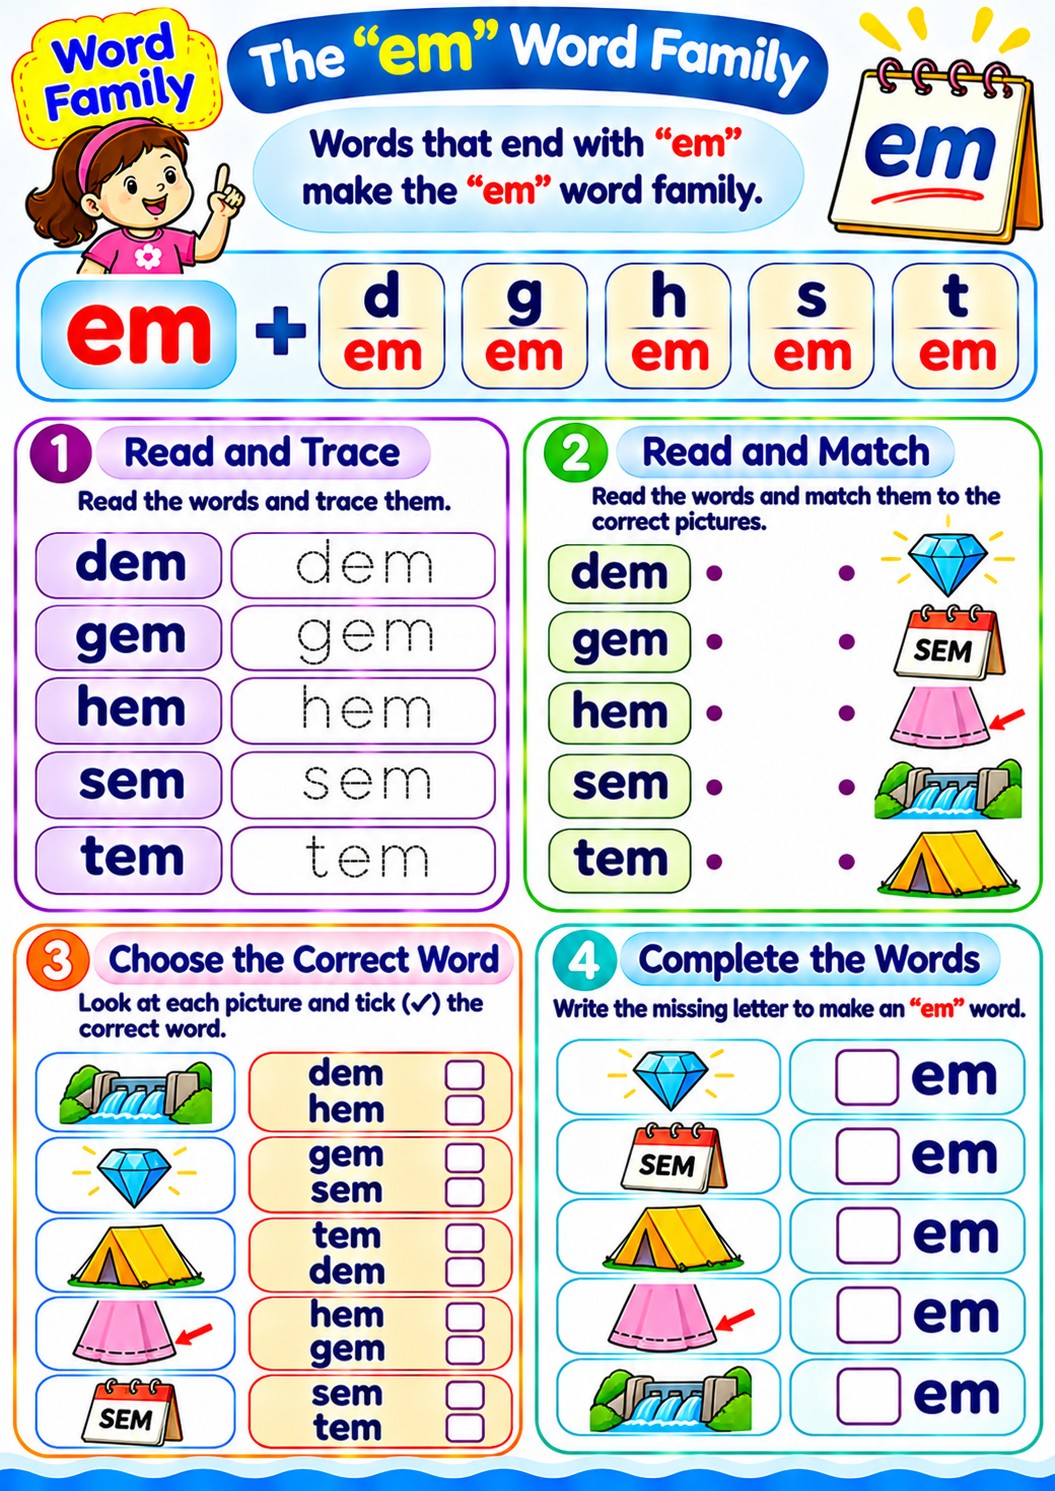 Word
Family
The “em” Word Family
em
Words that end with “em”
make the “em” word family.
em + d g h s t
em em em em em
1 Read and Trace
Read the words and trace them.
dem dem
gem gem
hem hem
sem sem
tem tem
2 Read and Match
Read the words and match them to the
correct pictures.
dem
gem
SEM
hem
sem
tem
3 Choose the Correct Word
Look at each picture and tick (✓) the
correct word.
dem
hem
gem
sem
tem
dem
hem
gem
SEM
sem
tem
4 Complete the Words
Write the missing letter to make an “em” word.
em
SEM
em
em
em
em